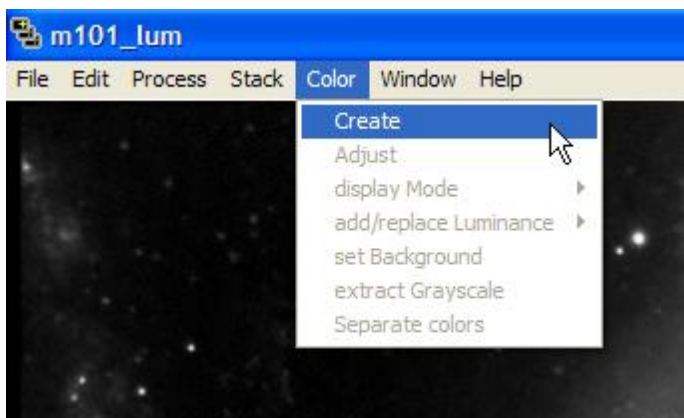 m101_lum
File Edit Process Stack Color Window Help
Create
Adjust
display Mode
add/replace Luminance
set Background
extract Grayscale
Separate colors